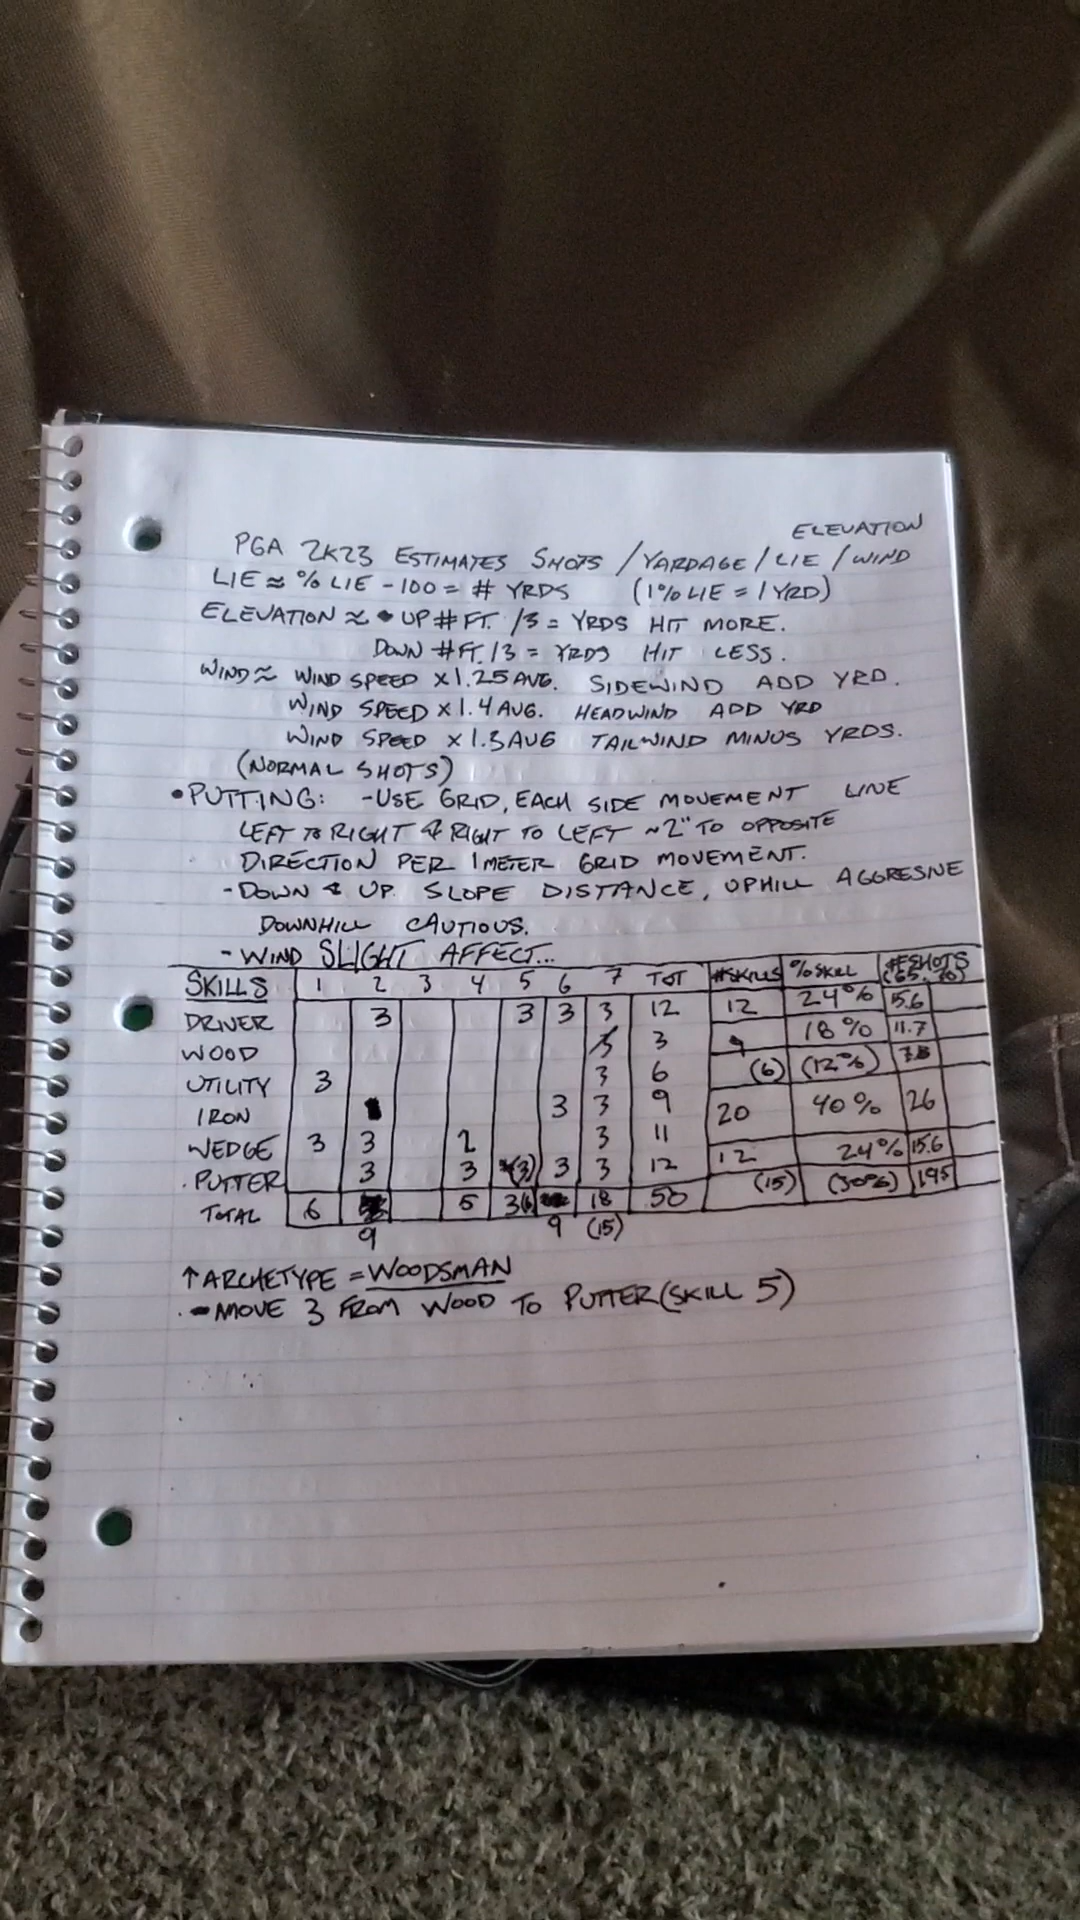 ELEVATION
PGA 2K23 ESTIMATES SHOTS / YARDAGE / LIE / WIND
LIE ≈ % LIE - 100 = # YRDS (1% LIE = 1 YRD)
ELEVATION ≈ • UP # FT. /3 = YRDS HIT MORE.
DOWN # FT. /3 = YRDS HIT LESS.
WIND ≈ WIND SPEED X 1.25 AVG. SIDEWIND ADD YRD.
WIND SPEED X 1.4 AVG. HEADWIND ADD YRD
WIND SPEED X 1.3 AVG TAILWIND MINUS YRDS.
(NORMAL SHOTS)
• PUTTING: - USE GRID, EACH SIDE MOVEMENT LINE
LEFT TO RIGHT & RIGHT TO LEFT ~2" TO OPPOSITE
DIRECTION PER 1 METER GRID MOVEMENT.
- DOWN & UP SLOPE DISTANCE, UPHILL AGGRESIVE
DOWNHILL CAUTIOUS.
- WIND SLIGHT AFFECT...
SKILLS 1 2 3 4 5 6 7 TOT #SKILLS % SKILL #SHOTS
DRIVER 3 3 3 3 12 12 24% 15.6
WOOD 3 3 9 18% 11.7
UTILITY 3 3 6 (6) (12%) 7.8
IRON 3 3 9 20 40% 26
WEDGE 3 3 2 3 11 12 24% 15.6
PUTTER 3 3 (3) 3 3 12 (15) (30%) 19.5
TOTAL 6 5 3(6) 18 50
9 9 (15)
↑ ARCHETYPE = WOODSMAN
- MOVE 3 FROM WOOD TO PUTTER (SKILL 5)